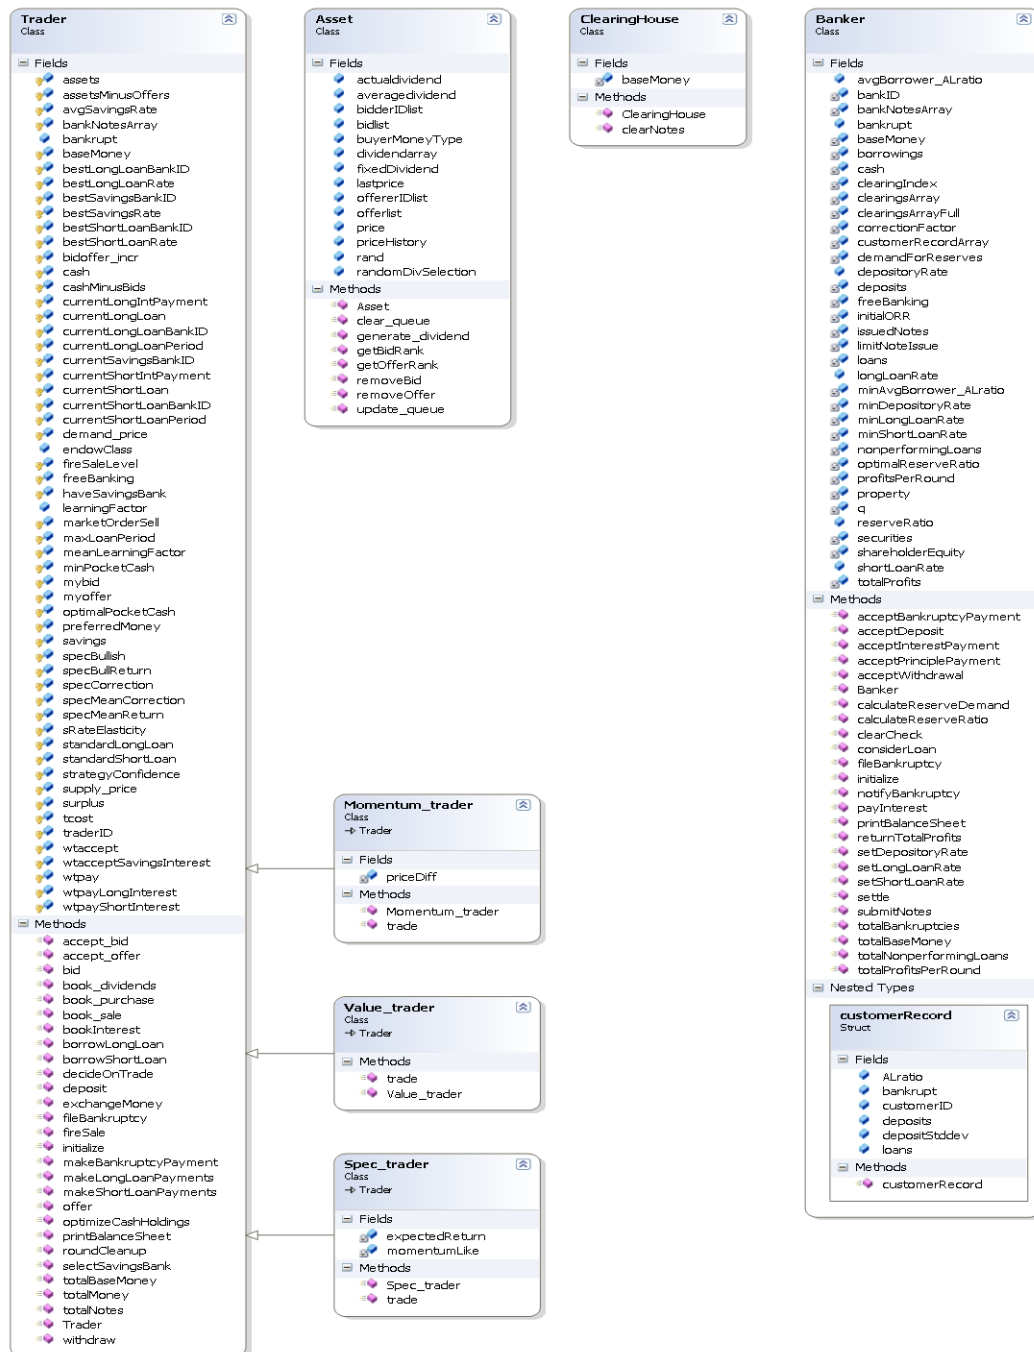 Trader
Class
Fields
assets
assetsMinusOffers
avgSavingsRate
bankNotesArray
bankrupt
baseMoney
bestLongLoanBankID
bestLongLoanRate
bestSavingsBankID
bestSavingsRate
bestShortLoanBankID
bestShortLoanRate
bidoffer_incr
cash
cashMinusBids
currentLongIntPayment
currentLongLoan
currentLongLoanBankID
currentLongLoanPeriod
currentSavingsBankID
currentShortIntPayment
currentShortLoan
currentShortLoanBankID
currentShortLoanPeriod
demand_price
endowClass
fireSaleLevel
freeBanking
haveSavingsBank
learningFactor
marketOrderSell
maxLoanPeriod
meanLearningFactor
minPocketCash
mybid
myoffer
optimalPocketCash
preferredMoney
savings
specBullish
specBullReturn
specCorrection
specMeanCorrection
specMeanReturn
sRateElasticity
standardLongLoan
standardShortLoan
strategyConfidence
supply_price
surplus
tcost
traderID
wtaccept
wtacceptSavingsInterest
wtpay
wtpayLongInterest
wtpayShortInterest
Methods
accept_bid
accept_offer
bid
book_dividends
book_purchase
book_sale
bookInterest
borrowLongLoan
borrowShortLoan
decideOnTrade
deposit
exchangeMoney
fileBankruptcy
fireSale
initialize
makeBankruptcyPayment
makeLongLoanPayments
makeShortLoanPayments
offer
optimizeCashHoldings
printBalanceSheet
roundCleanup
selectSavingsBank
totalBaseMoney
totalMoney
totalNotes
Trader
withdraw
Asset
Class
Fields
actualdividend
averagedividend
bidderIDlist
bidlist
buyerMoneyType
dividendarray
fixedDividend
lastprice
offererIDlist
offerlist
price
priceHistory
rand
randomDivSelection
Methods
Asset
clear_queue
generate_dividend
getBidRank
getOfferRank
removeBid
removeOffer
update_queue
Momentum_trader
Class
Trader
Fields
priceDiff
Methods
Momentum_trader
trade
Value_trader
Class
Trader
Methods
trade
Value_trader
Spec_trader
Class
Trader
Fields
expectedReturn
momentumLike
Methods
Spec_trader
trade
ClearingHouse
Class
Fields
baseMoney
Methods
ClearingHouse
clearNotes
Banker
Class
Fields
avgBorrower_ALratio
bankID
bankNotesArray
bankrupt
baseMoney
borrowings
cash
clearingIndex
clearingsArray
clearingsArrayFull
correctionFactor
customerRecordArray
demandForReserves
depositoryRate
deposits
freeBanking
initialORR
issuedNotes
limitNoteIssue
loans
longLoanRate
minAvgBorrower_ALratio
minDepositoryRate
minLongLoanRate
minShortLoanRate
nonperformingLoans
optimalReserveRatio
profitsPerRound
property
q
reserveRatio
securities
shareholderEquity
shortLoanRate
totalProfits
Methods
acceptBankruptcyPayment
acceptDeposit
acceptInterestPayment
acceptPrinciplePayment
acceptWithdrawal
Banker
calculateReserveDemand
calculateReserveRatio
clearCheck
considerLoan
fileBankruptcy
initialize
notifyBankruptcy
payInterest
printBalanceSheet
returnTotalProfits
setDepositoryRate
setLongLoanRate
setShortLoanRate
settle
submitNotes
totalBankruptcies
totalBaseMoney
totalNonperformingLoans
totalProfitsPerRound
Nested Types
customerRecord
Struct
Fields
ALratio
bankrupt
customerID
deposits
depositStddev
loans
Methods
customerRecord